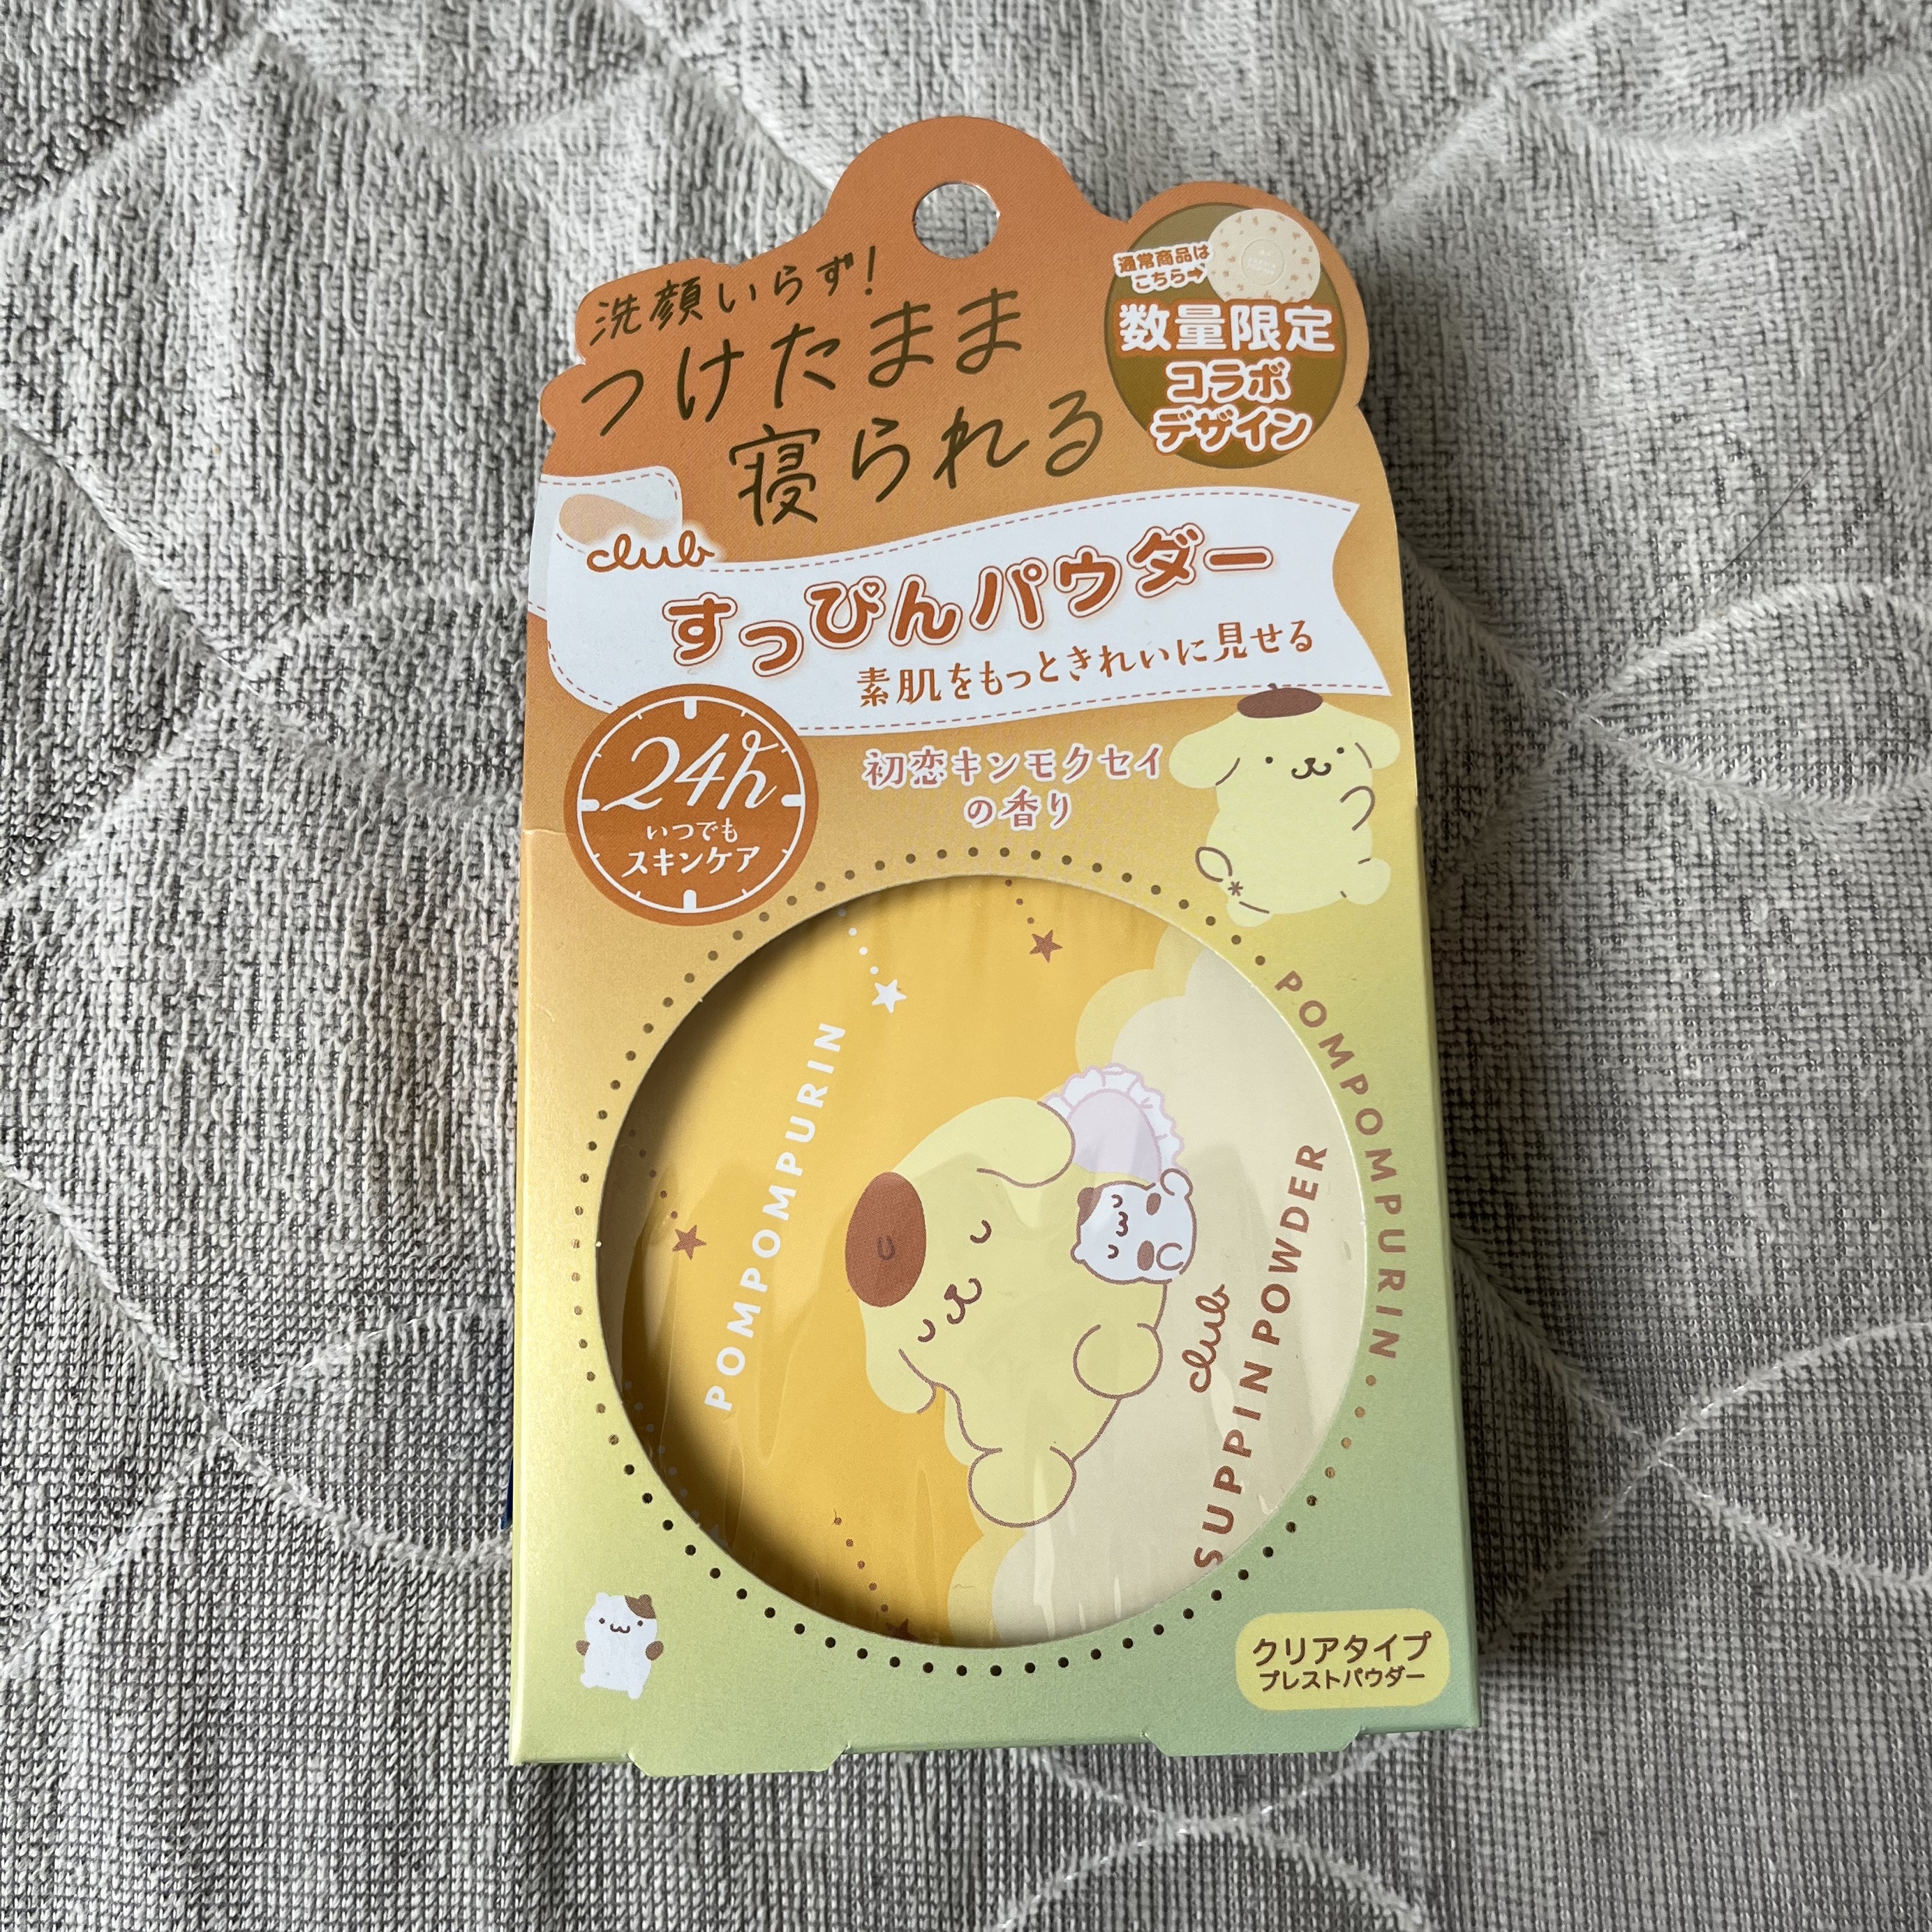 洗顔いらず!
つけたまま
寝られる
通常商品は
こちら→
数量限定
コラボ
デザイン
club
すっぴんパウダー
素肌をもっときれいに見せる
24h
いつでも
スキンケア
初恋キンモクセイ
の香り
POMPOMPURIN
POMPOMPURIN
club
SUPPIN POWDER
クリアタイプ
プレストパウダー